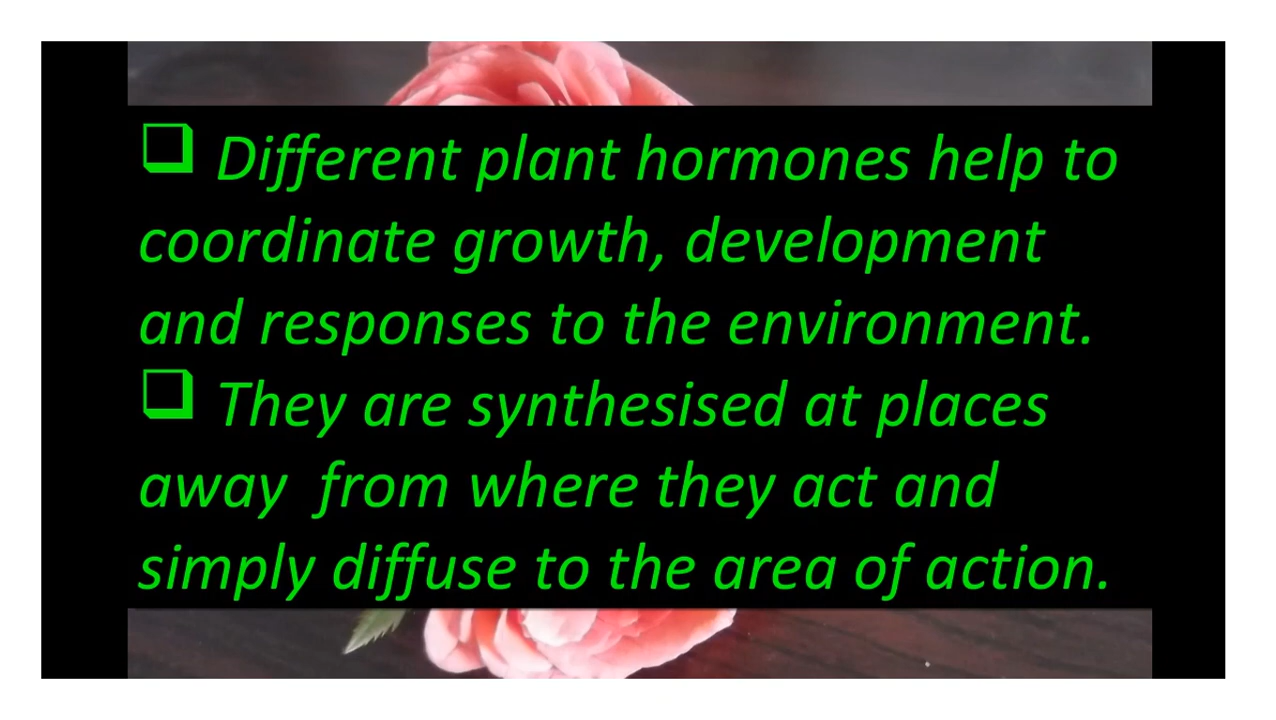 ❑ Different plant hormones help to
coordinate growth, development
and responses to the environment.
❑ They are synthesised at places
away  from where they act and
simply diffuse to the area of action.